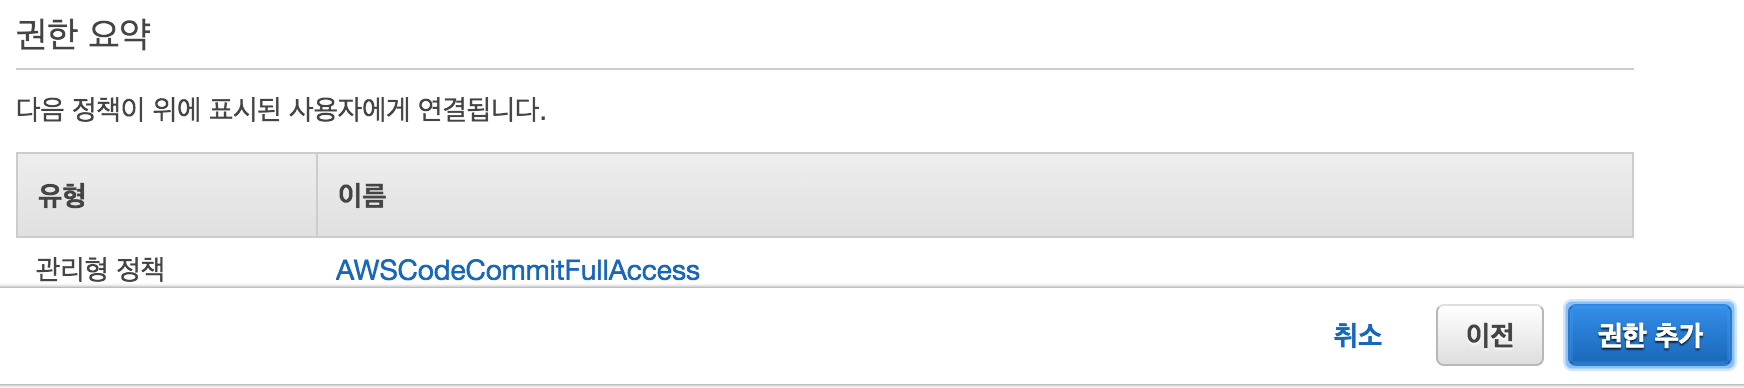 권한 요약
다음 정책이 위에 표시된 사용자에게 연결됩니다.
유형 이름
관리형 정책 AWSCodeCommitFullAccess
취소 이전 권한 추가